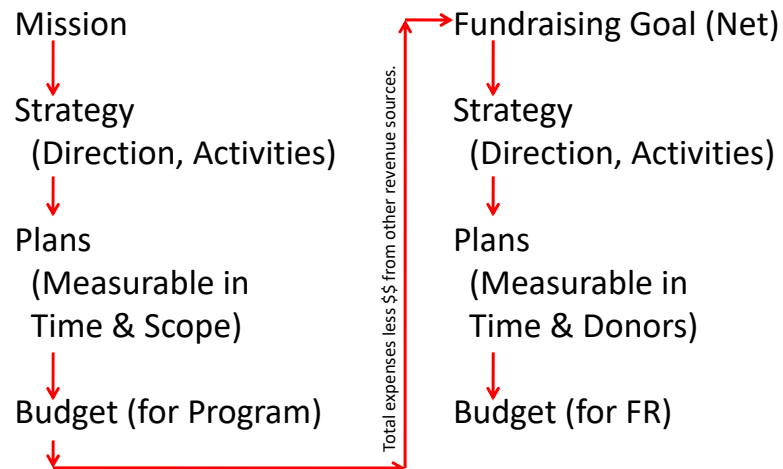 Mission
Strategy
(Direction, Activities)
Plans
(Measurable in
Time & Scope)
Budget (for Program)
Total expenses less $$ from other revenue sources.
Fundraising Goal (Net)
Strategy
(Direction, Activities)
Plans
(Measurable in
Time & Donors)
Budget (for FR)